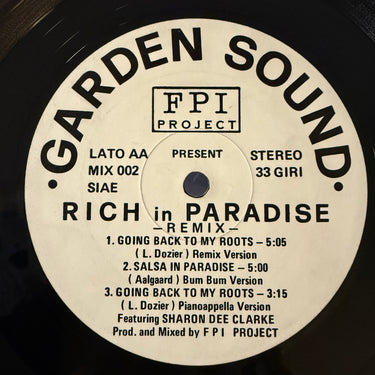 ·GARDEN SOUND·
FPI
PROJECT
LATO AA PRESENT STEREO
MIX 002 33 GIRI
SIAE
RICH in PARADISE
—REMIX—
1. GOING BACK TO MY ROOTS – 5:05
( L. Dozier ) Remix Version
2. SALSA IN PARADISE – 5:00
( Aalgaard ) Bum Bum Version
3. GOING BACK TO MY ROOTS – 3:15
( L. Dozier ) Pianoappella Version
Featuring SHARON DEE CLARKE
Prod. and Mixed by F P I PROJECT